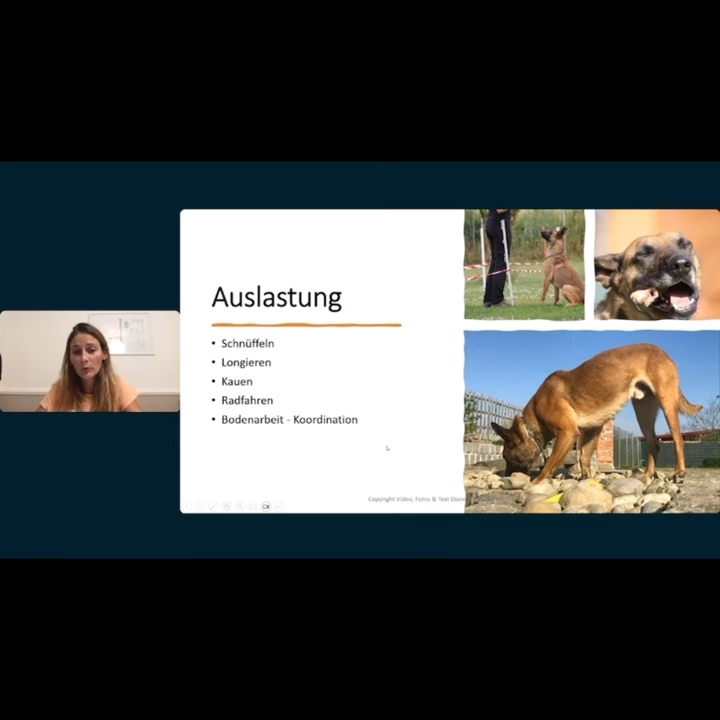 Auslastung
• Schnüffeln
• Longieren
• Kauen
• Radfahren
• Bodenarbeit - Koordination
Copyright Video, Fotos & Text